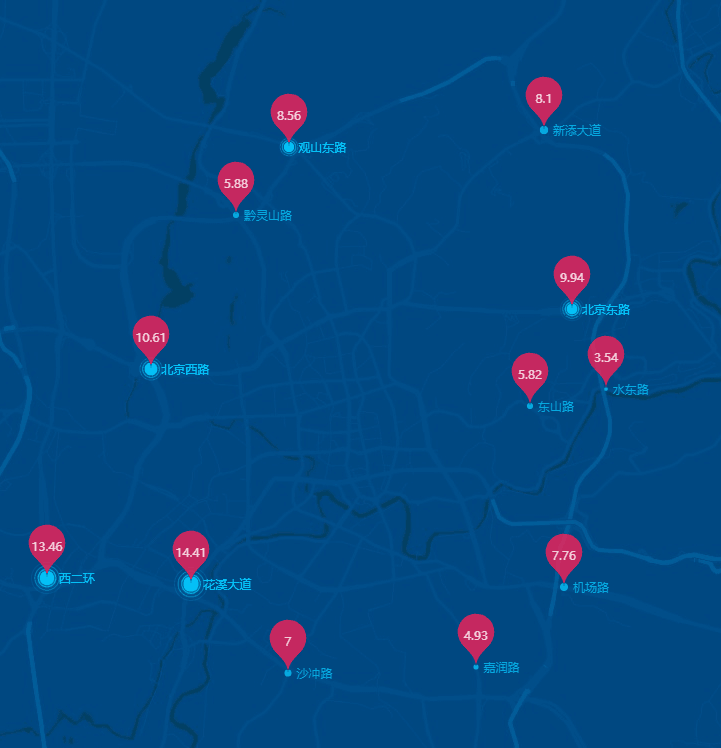 8.1
新添大道
8.56
观山东路
5.88
黔灵山路
9.94
北京东路
10.61
北京西路
3.54
水东路
5.82
东山路
13.46
西二环
14.41
花溪大道
7.76
机场路
7
沙冲路
4.93
嘉润路